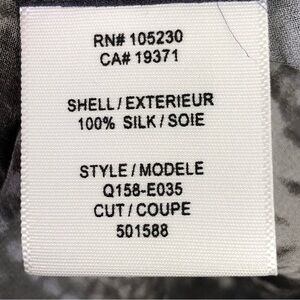 RN# 105230
CA# 19371
SHELL / EXTERIEUR
100% SILK / SOIE
STYLE / MODELE
Q158-E035
CUT / COUPE
501588